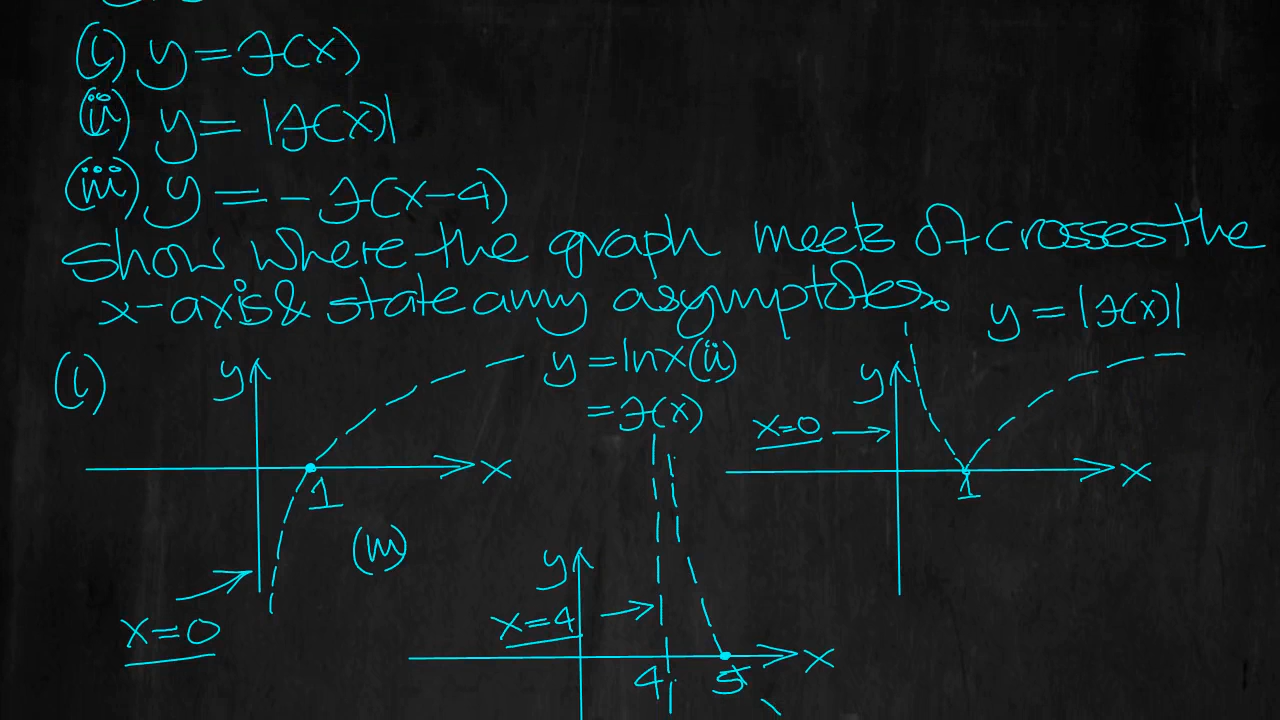 (i) y = f(x)
(ii) y = |f(x)|
(iii) y = -f(x-4)
show where the graph meets or crosses the
x-axis & state any asymptotes.
y = |f(x)|
(i)
y
y = lnx
= f(x)
(ii)
y
x=0
x
1
x
1
x=0
(iii)
y
x=4
x
4
5